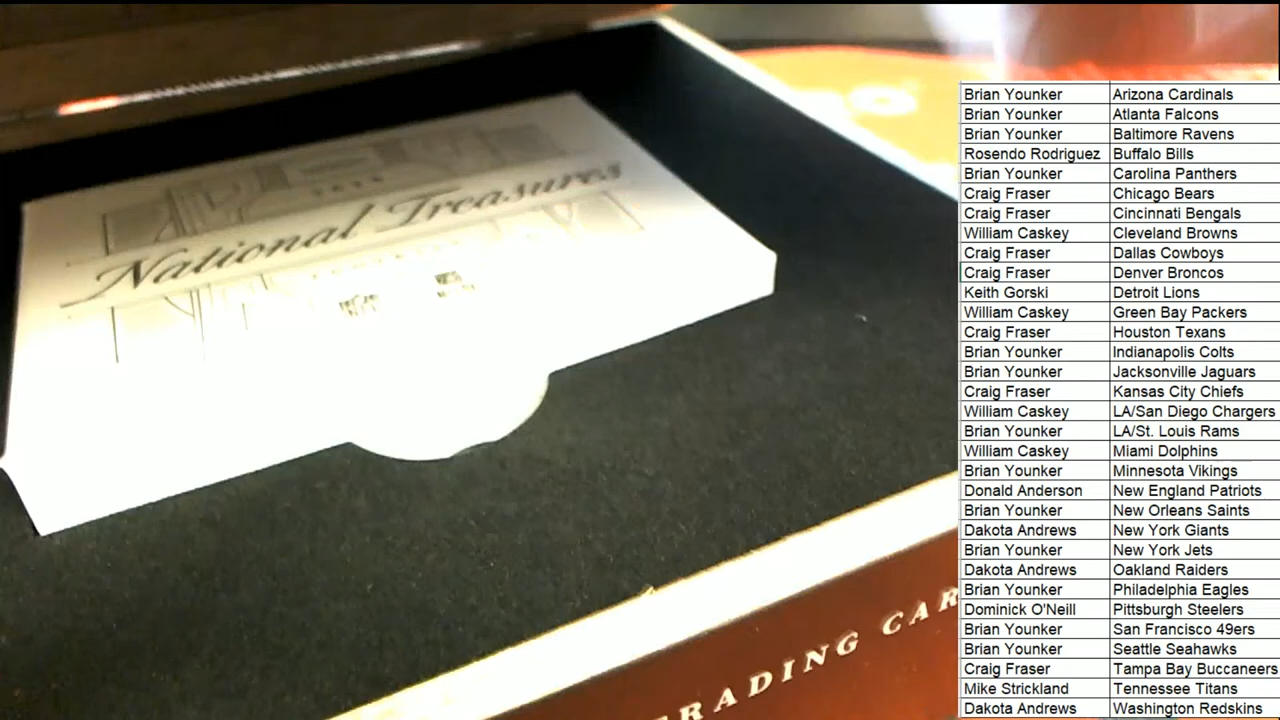 National Treasures
TRADING CAR
Brian Younker Arizona Cardinals
Brian Younker Atlanta Falcons
Brian Younker Baltimore Ravens
Rosendo Rodriguez Buffalo Bills
Brian Younker Carolina Panthers
Craig Fraser Chicago Bears
Craig Fraser Cincinnati Bengals
William Caskey Cleveland Browns
Craig Fraser Dallas Cowboys
Craig Fraser Denver Broncos
Keith Gorski Detroit Lions
William Caskey Green Bay Packers
Craig Fraser Houston Texans
Brian Younker Indianapolis Colts
Brian Younker Jacksonville Jaguars
Craig Fraser Kansas City Chiefs
William Caskey LA/San Diego Chargers
Brian Younker LA/St. Louis Rams
William Caskey Miami Dolphins
Brian Younker Minnesota Vikings
Donald Anderson New England Patriots
Brian Younker New Orleans Saints
Dakota Andrews New York Giants
Brian Younker New York Jets
Dakota Andrews Oakland Raiders
Brian Younker Philadelphia Eagles
Dominick O'Neill Pittsburgh Steelers
Brian Younker San Francisco 49ers
Brian Younker Seattle Seahawks
Craig Fraser Tampa Bay Buccaneers
Mike Strickland Tennessee Titans
Dakota Andrews Washington Redskins